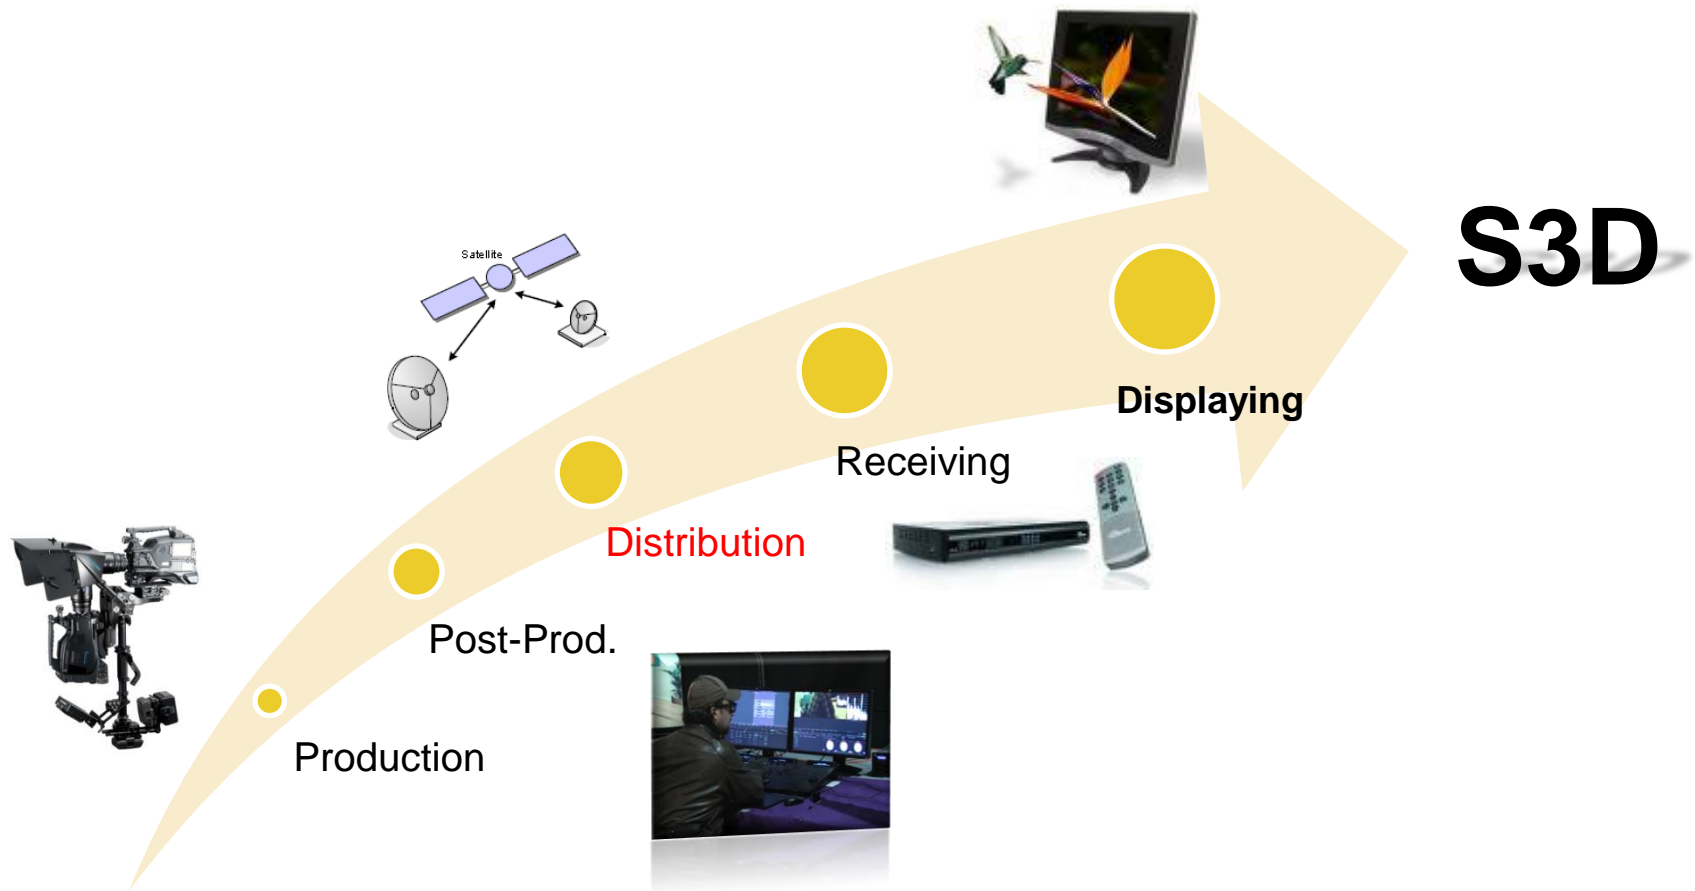 Satellite
S3D
Displaying
Receiving
Distribution
Post-Prod.
Production